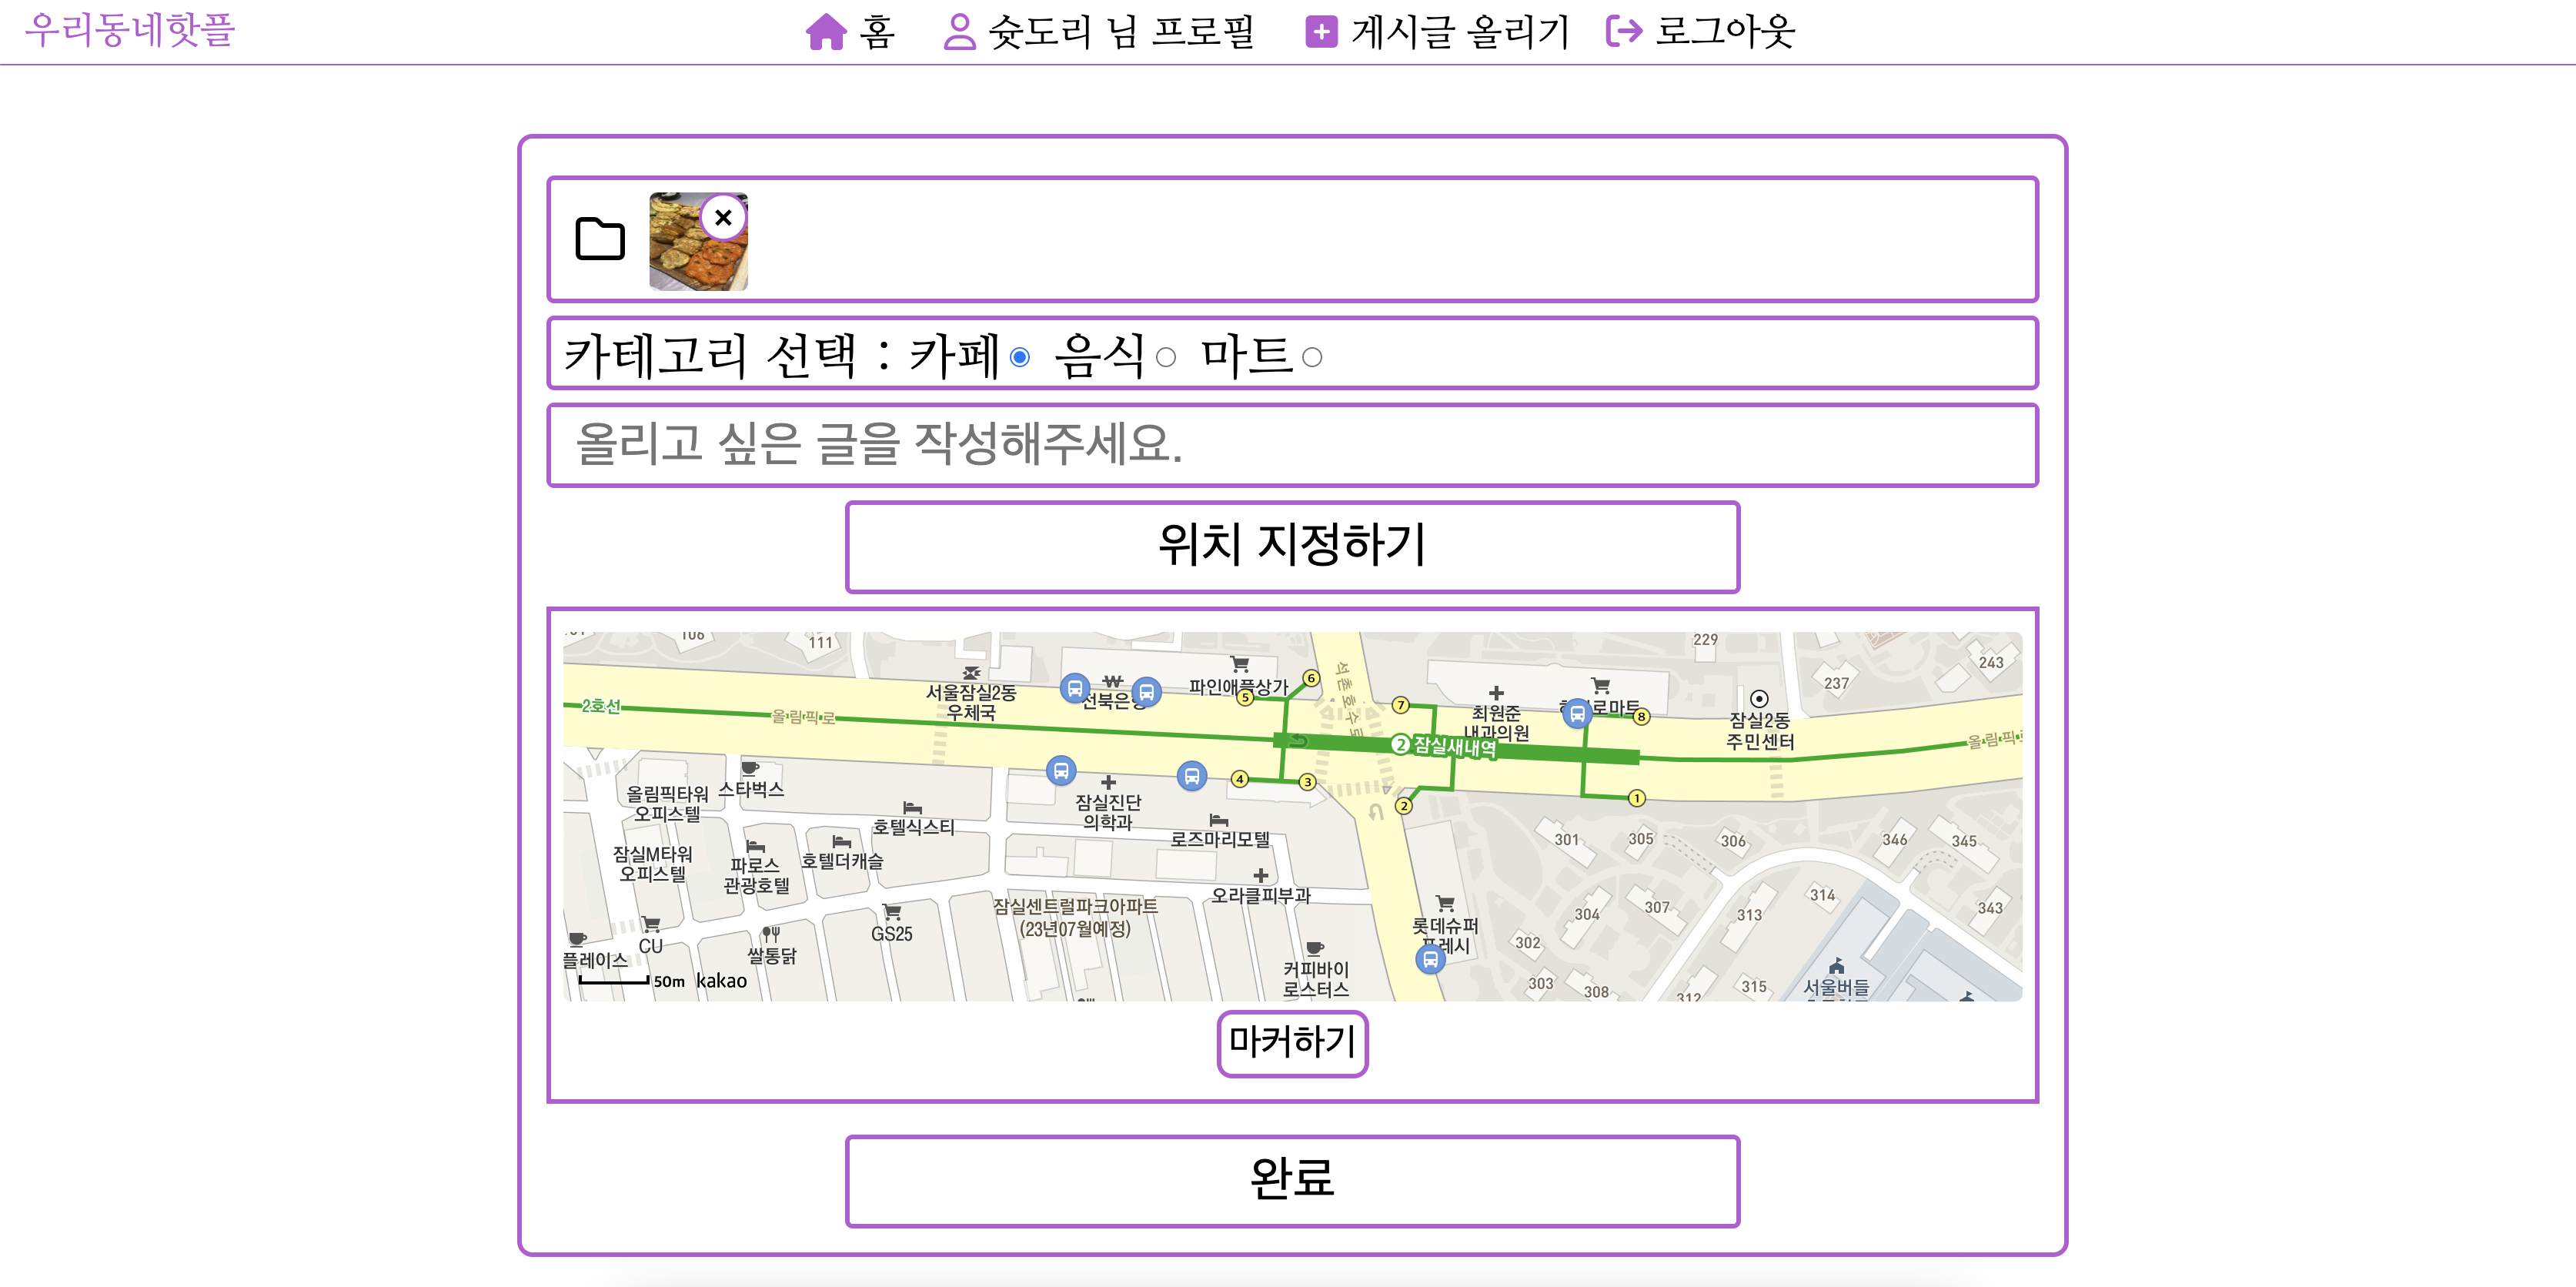 우리동네핫플
홈
슛도리 님 프로필
게시글 올리기
로그아웃
카테고리 선택 : 카페 음식 마트
올리고 싶은 글을 작성해주세요.
위치 지정하기
106
111
229
243
237
서울잠실2동
우체국
전북은행
파인애플상가
6
5
석촌호수로
7
최원준
내과의원
8
잠실2동
주민센터
2호선
올림픽로
2 잠실새내역
올림픽로
올림픽타워
오피스텔
스타벅스
4
3
2
1
잠실진단
의학과
호텔식스티
로즈마리모텔
잠실M타워
오피스텔
파로스
관광호텔
호텔더캐슬
오라클피부과
301
305
306
346
345
314
343
313
307
304
302
303
308
312
315
잠실센트럴파크아파트
(23년07월예정)
CU
GS25
쌀통닭
플레이스
롯데슈퍼
프레시
커피바이
로스터스
서울버들
50m kakao
마커하기
완료